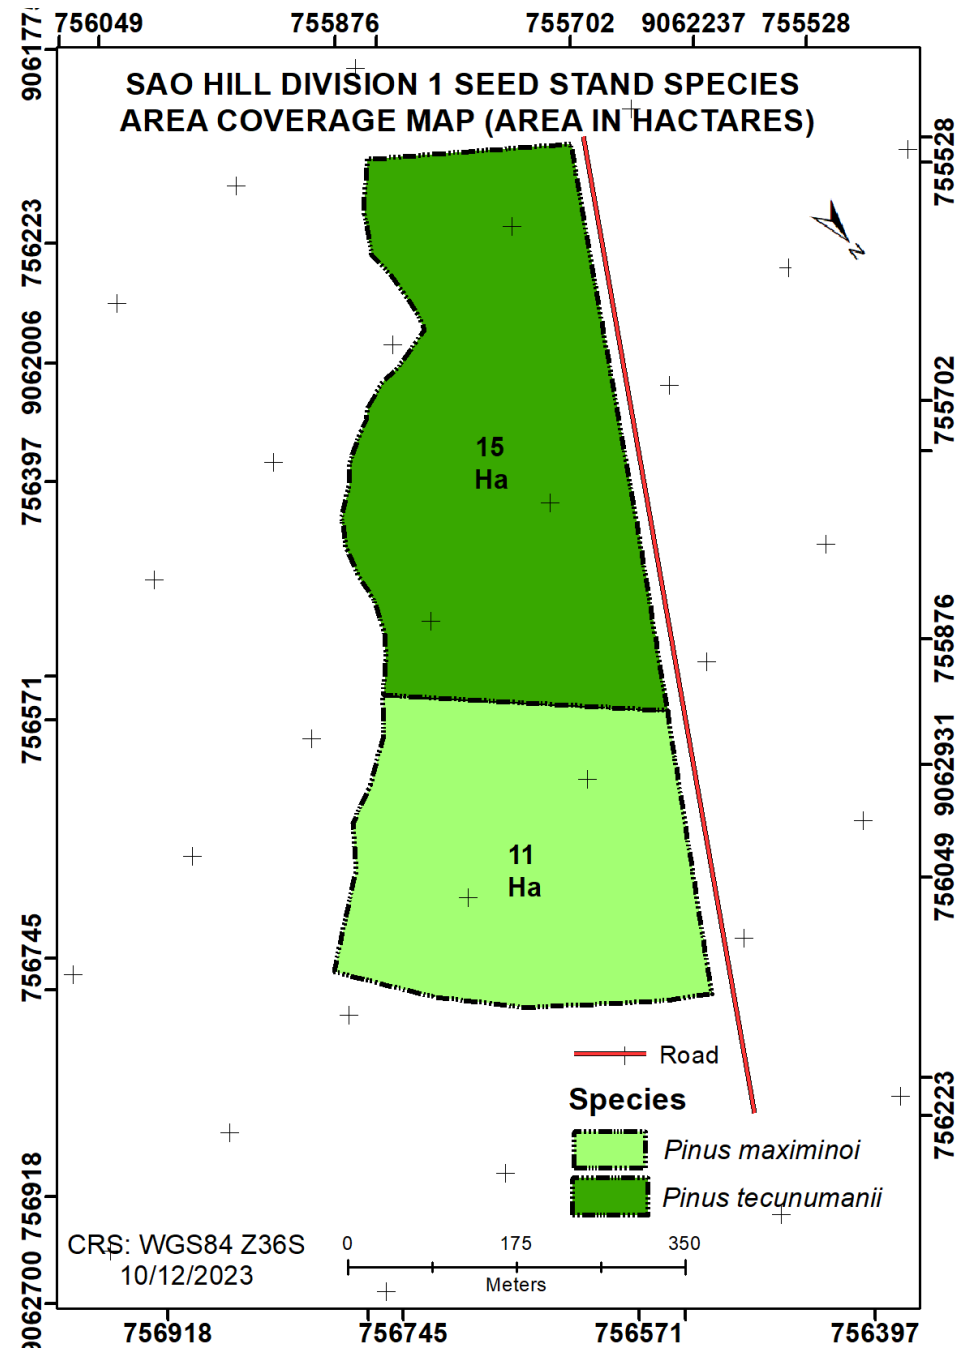 756049 755876 755702 9062237 755528
SAO HILL DIVISION 1 SEED STAND SPECIES
AREA COVERAGE MAP (AREA IN HACTARES)
756223
9062006
756397
756571
756745
756918
9062700
755528
755702
755876
9062931
756049
756223
N
15
Ha
11
Ha
Road
Species
Pinus maximinoi
Pinus tecunumanii
CRS: WGS84 Z36S
10/12/2023
0 175 350
Meters
756918 756745 756571 756397